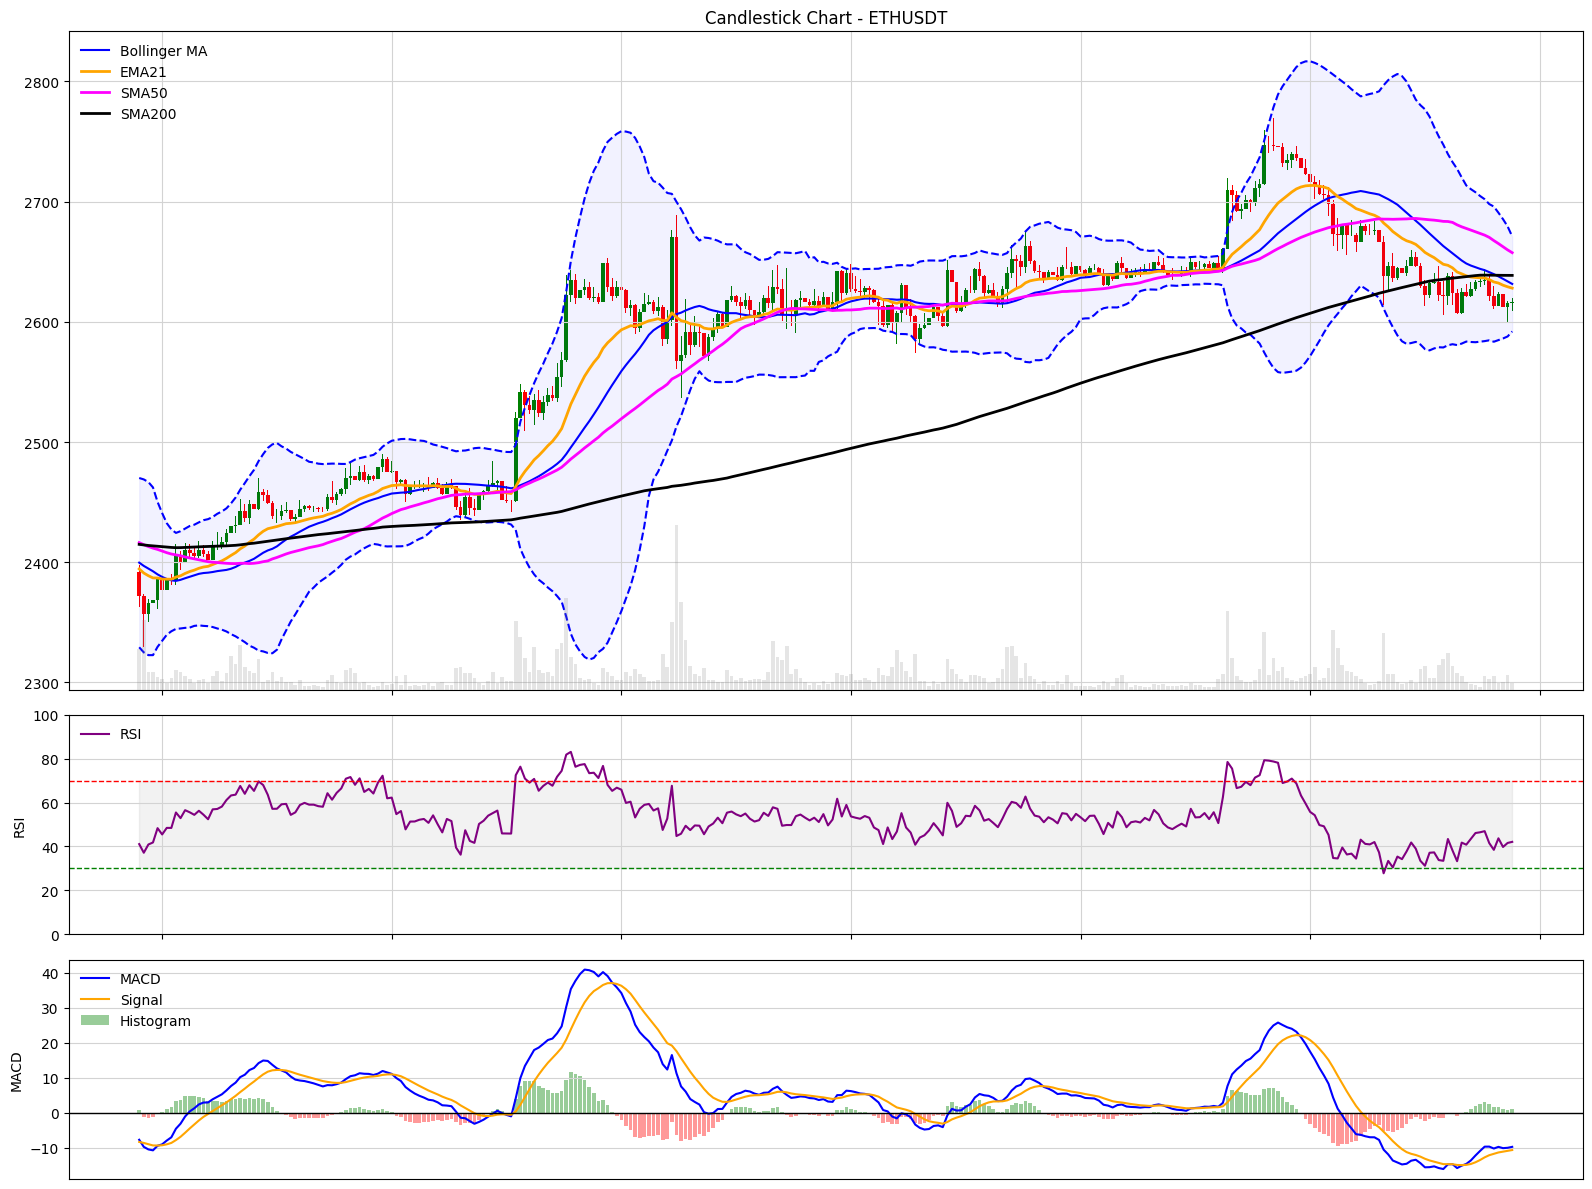 Candlestick Chart - ETHUSDT
Bollinger MA
EMA21
SMA50
SMA200
2800
2700
2600
2500
2400
2300
RSI
100
80
60
40
20
0
RSI
MACD
Signal
Histogram
40
30
20
10
0
−10
MACD